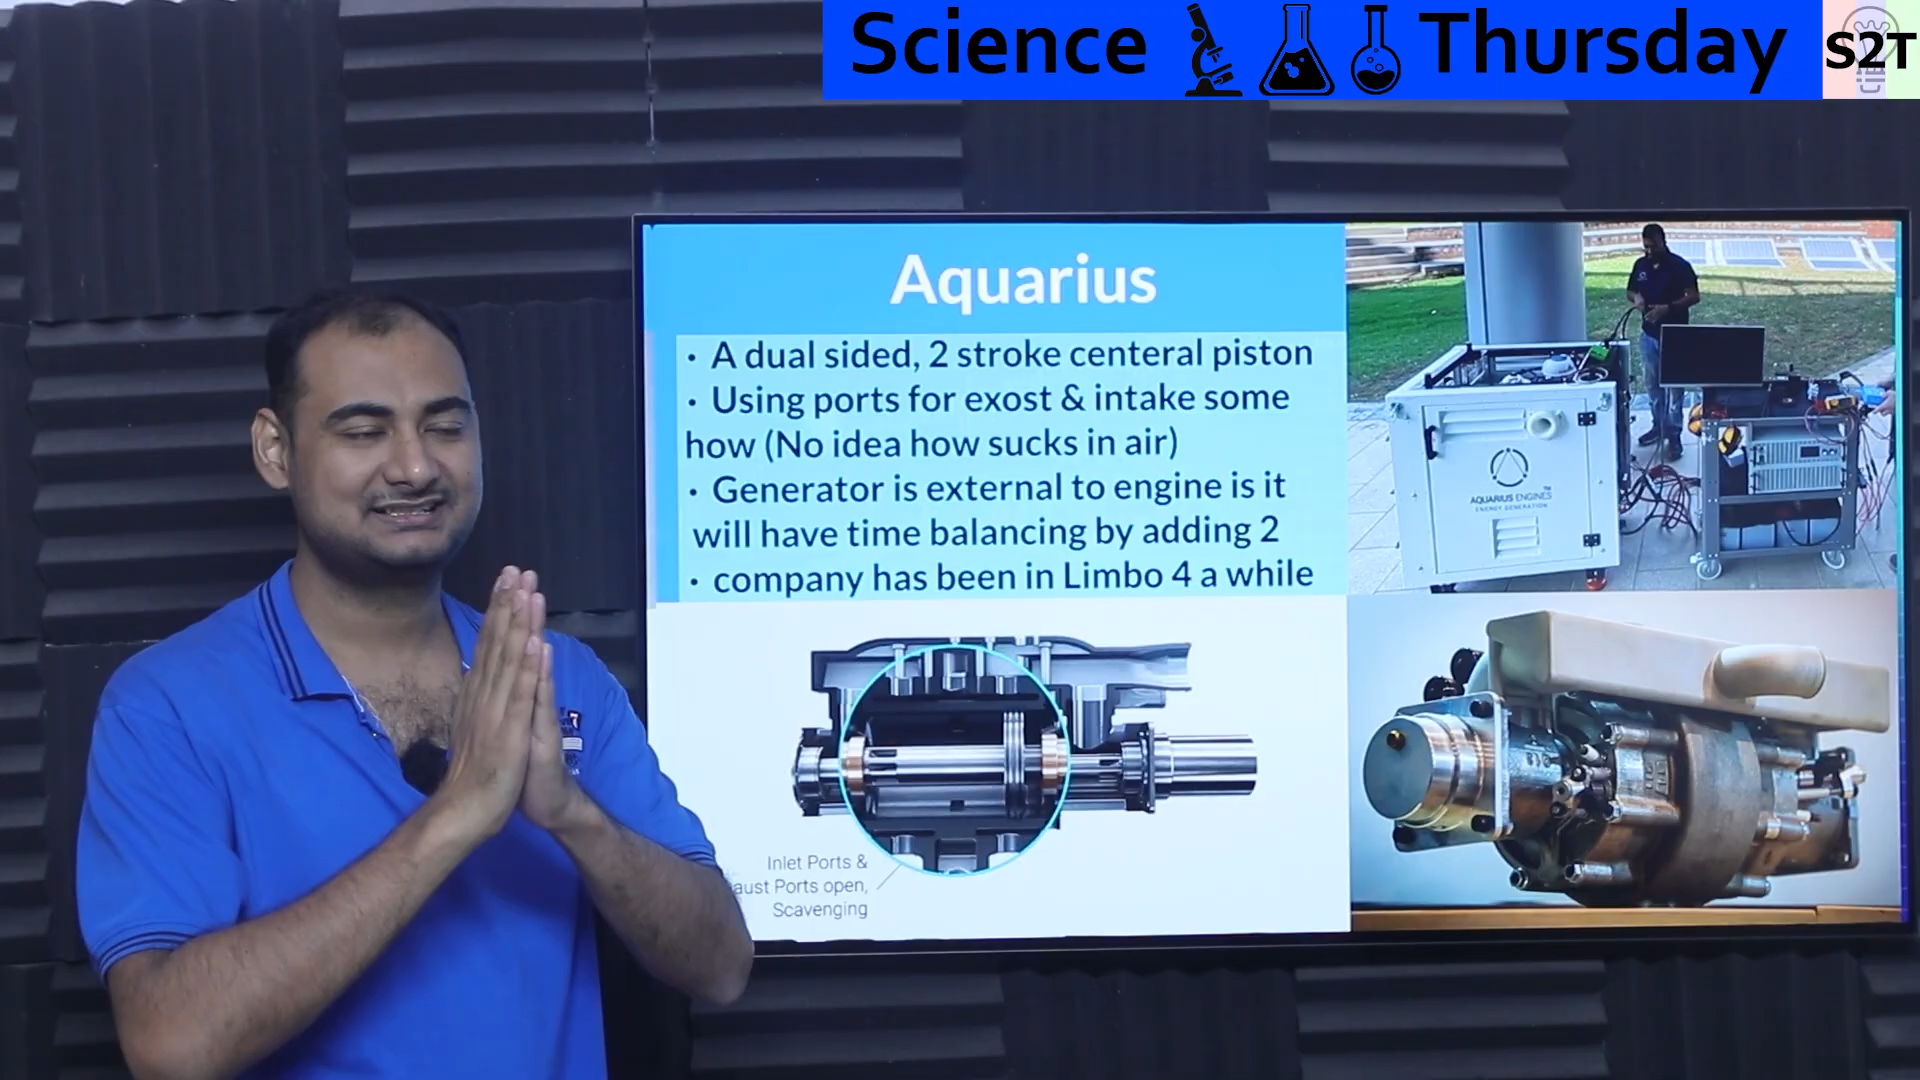 Science Thursday
S2T
Aquarius
· A dual sided, 2 stroke centeral piston
· Using ports for exost & intake some
how (No idea how sucks in air)
· Generator is external to engine is it
will have time balancing by adding 2
· company has been in Limbo 4 a while
AQUARIUS ENGINES
ENERGY GENERATION
Inlet Ports &
aust Ports open,
Scavenging